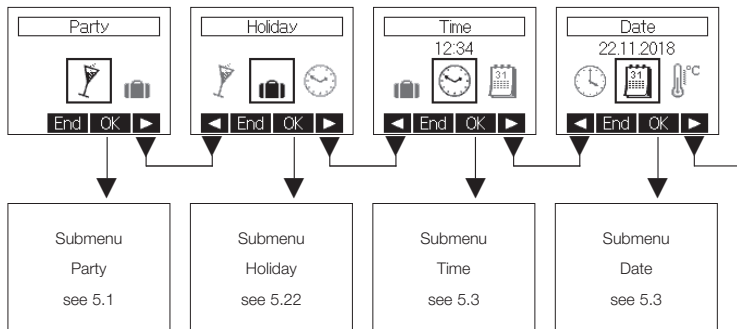 Party
End OK ►
Submenu
Party
see 5.1
Holiday
◄ End OK ►
Submenu
Holiday
see 5.22
Time
12:34
31
◄ End OK ►
Submenu
Time
see 5.3
Date
22.11.2018
31
°C
◄ End OK ►
Submenu
Date
see 5.3